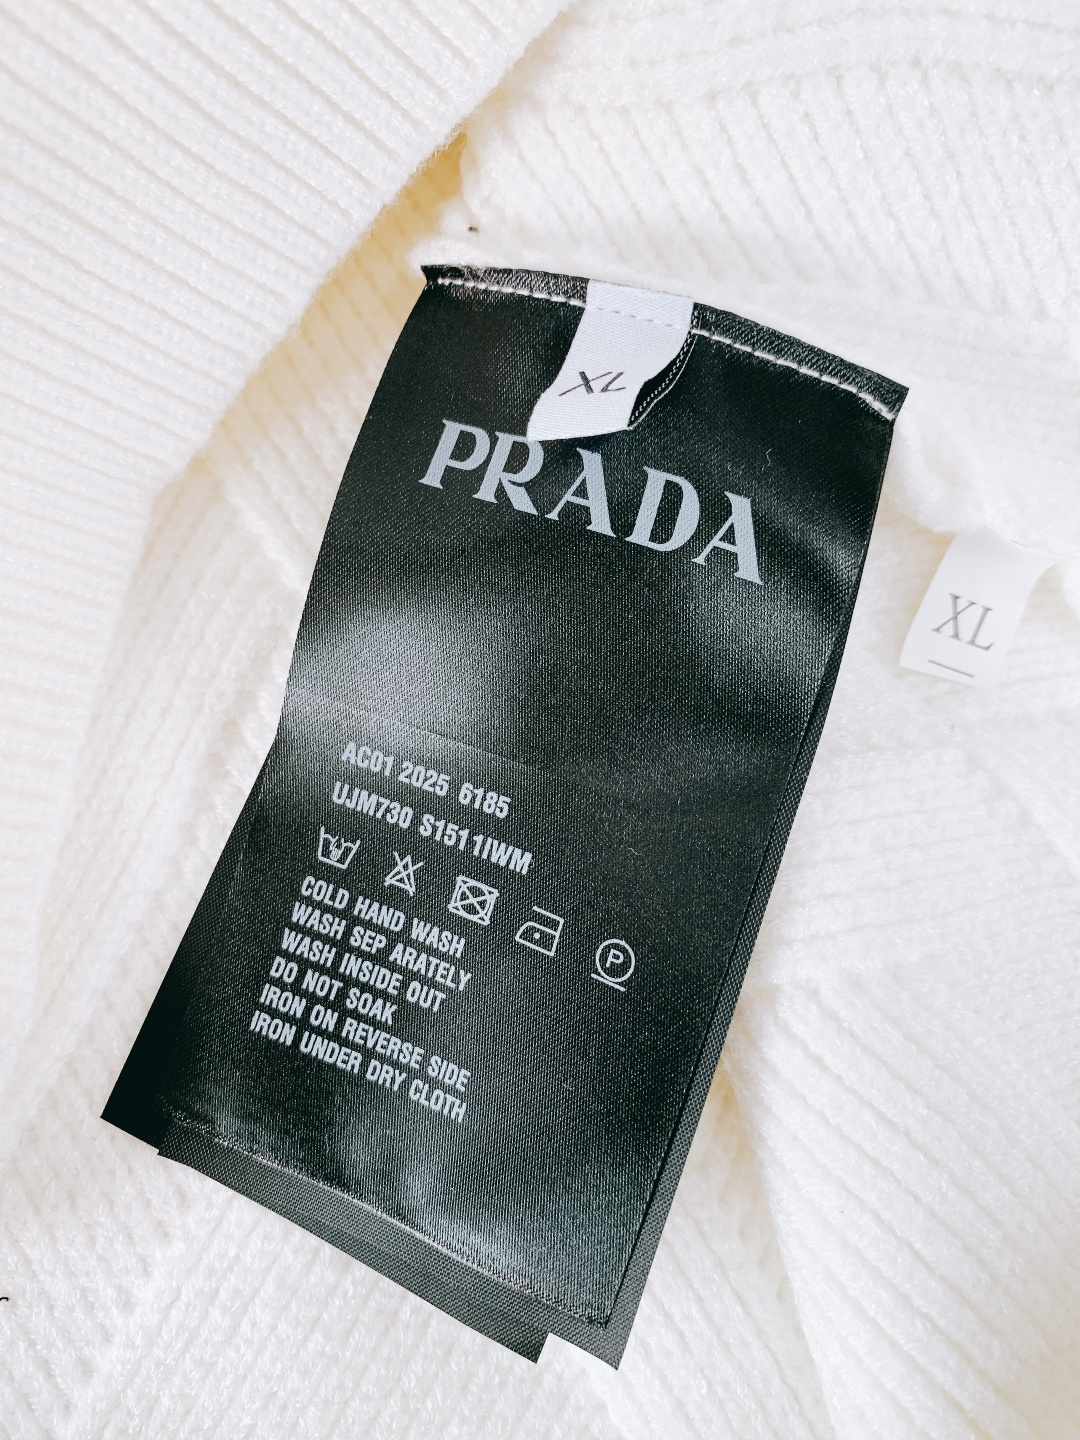 XL
PRADA
XL
AC01 2025 6185
UJM730 S1511IWM
P
COLD HAND WASH
WASH SEP ARATELY
WASH INSIDE OUT
DO NOT SOAK
IRON ON REVERSE SIDE
IRON UNDER DRY CLOTH